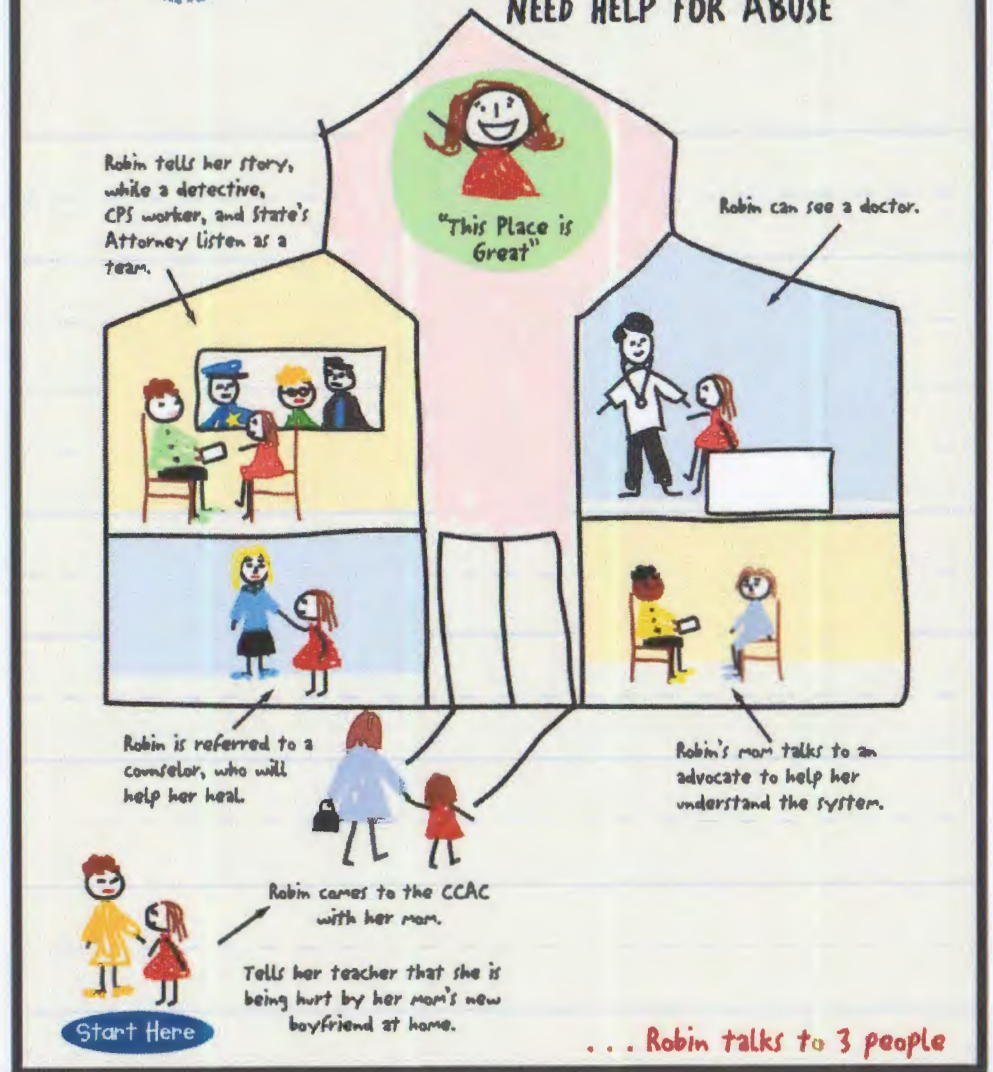 NEED HELP FOR ABUSE
"This Place is
Great"
Robin tells her story,
while a detective,
CPS worker, and State's
Attorney listen as a
team.
Robin can see a doctor.
Robin is referred to a
counselor, who will
help her heal.
Robin's mom talks to an
advocate to help her
understand the system.
Robin comes to the CCAC
with her mom.
Tells her teacher that she is
being hurt by her mom's new
boyfriend at home.
Start Here
. . . Robin talks to 3 people